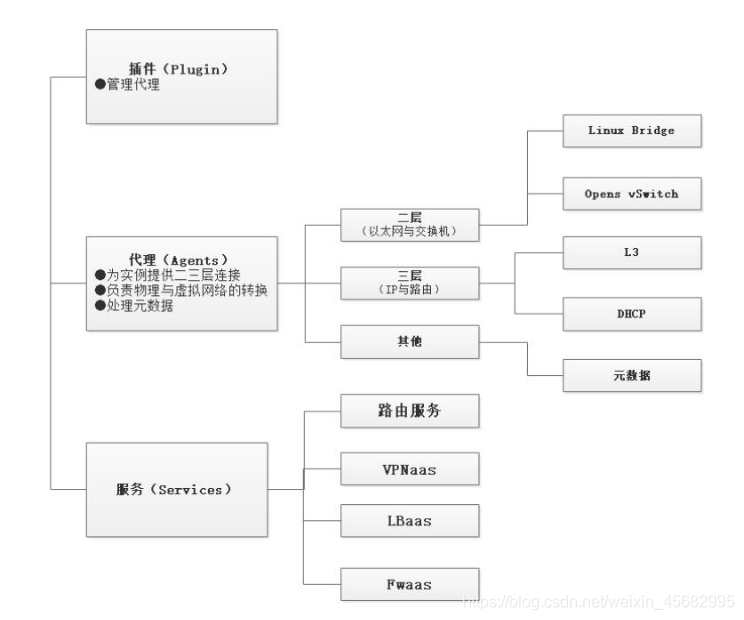 插件（Plugin）
●管理代理
代理（Agents）
●为实例提供二三层连接
●负责物理与虚拟网络的转换
●处理元数据
二层
（以太网与交换机）
Linux Bridge
Opens vSwitch
三层
（IP与路由）
L3
DHCP
其他
元数据
服务（Services）
路由服务
VPNaas
LBaas
Fwaas
https://blog.csdn.net/weixin_45682995